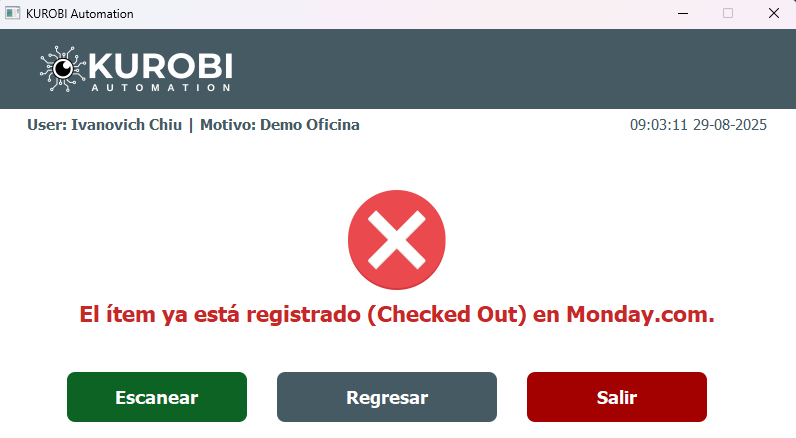 KUROBI Automation
KUROBI
AUTOMATION
User: Ivanovich Chiu | Motivo: Demo Oficina
09:03:11 29-08-2025
El ítem ya está registrado (Checked Out) en Monday.com.
Escanear
Regresar
Salir